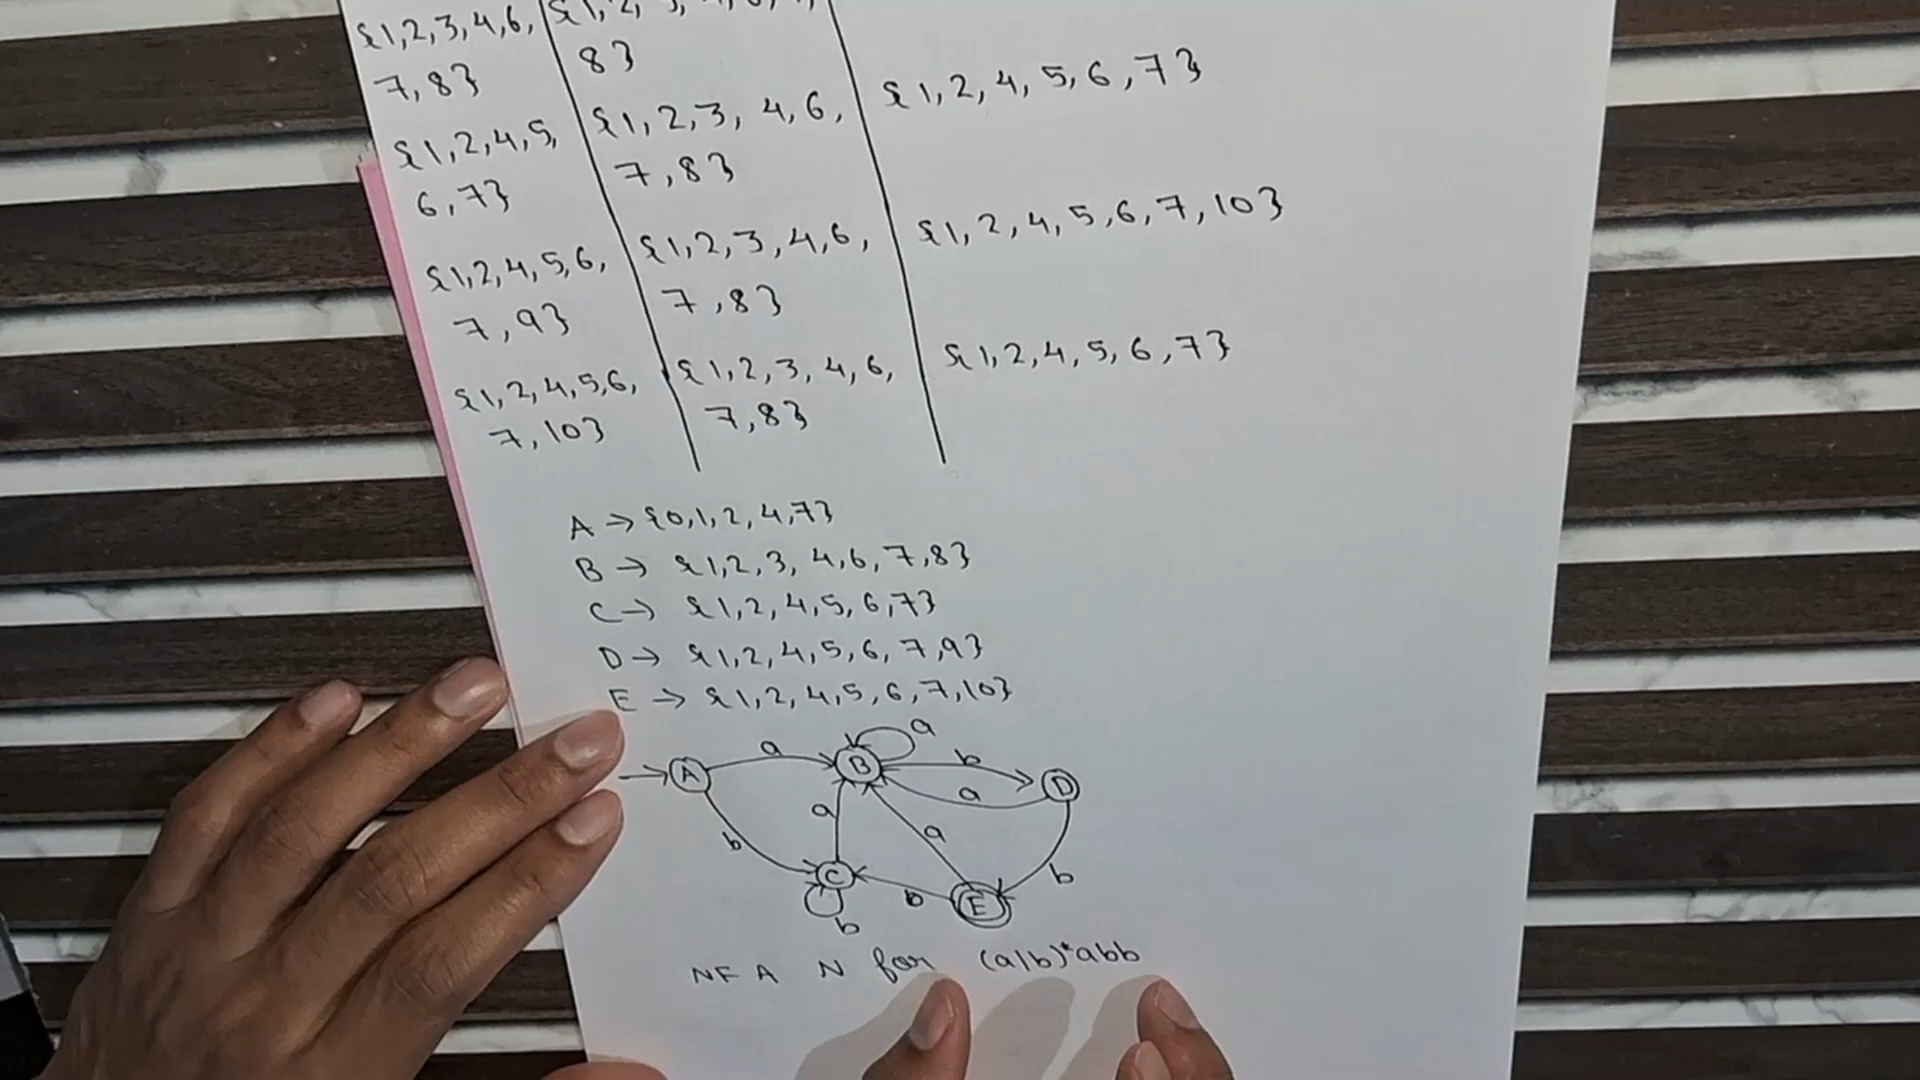 {1,2,3,4,6,
7,8}
8}
{1,2,4,5,
6,7}
{1,2,3,4,6,
7,8}
{1,2,4,5,6,7}
{1,2,4,5,6,
7,9}
{1,2,3,4,6,
7,8}
{1,2,4,5,6,7,10}
{1,2,4,5,6,
7,10}
{1,2,3,4,6,
7,8}
{1,2,4,5,6,7}
A → {0,1,2,4,7}
B → {1,2,3,4,6,7,8}
C → {1,2,4,5,6,7}
D → {1,2,4,5,6,7,9}
E → {1,2,4,5,6,7,10}
a
A a B b D
a
a a
b
C b E b
b
NFA N for (a|b)*abb